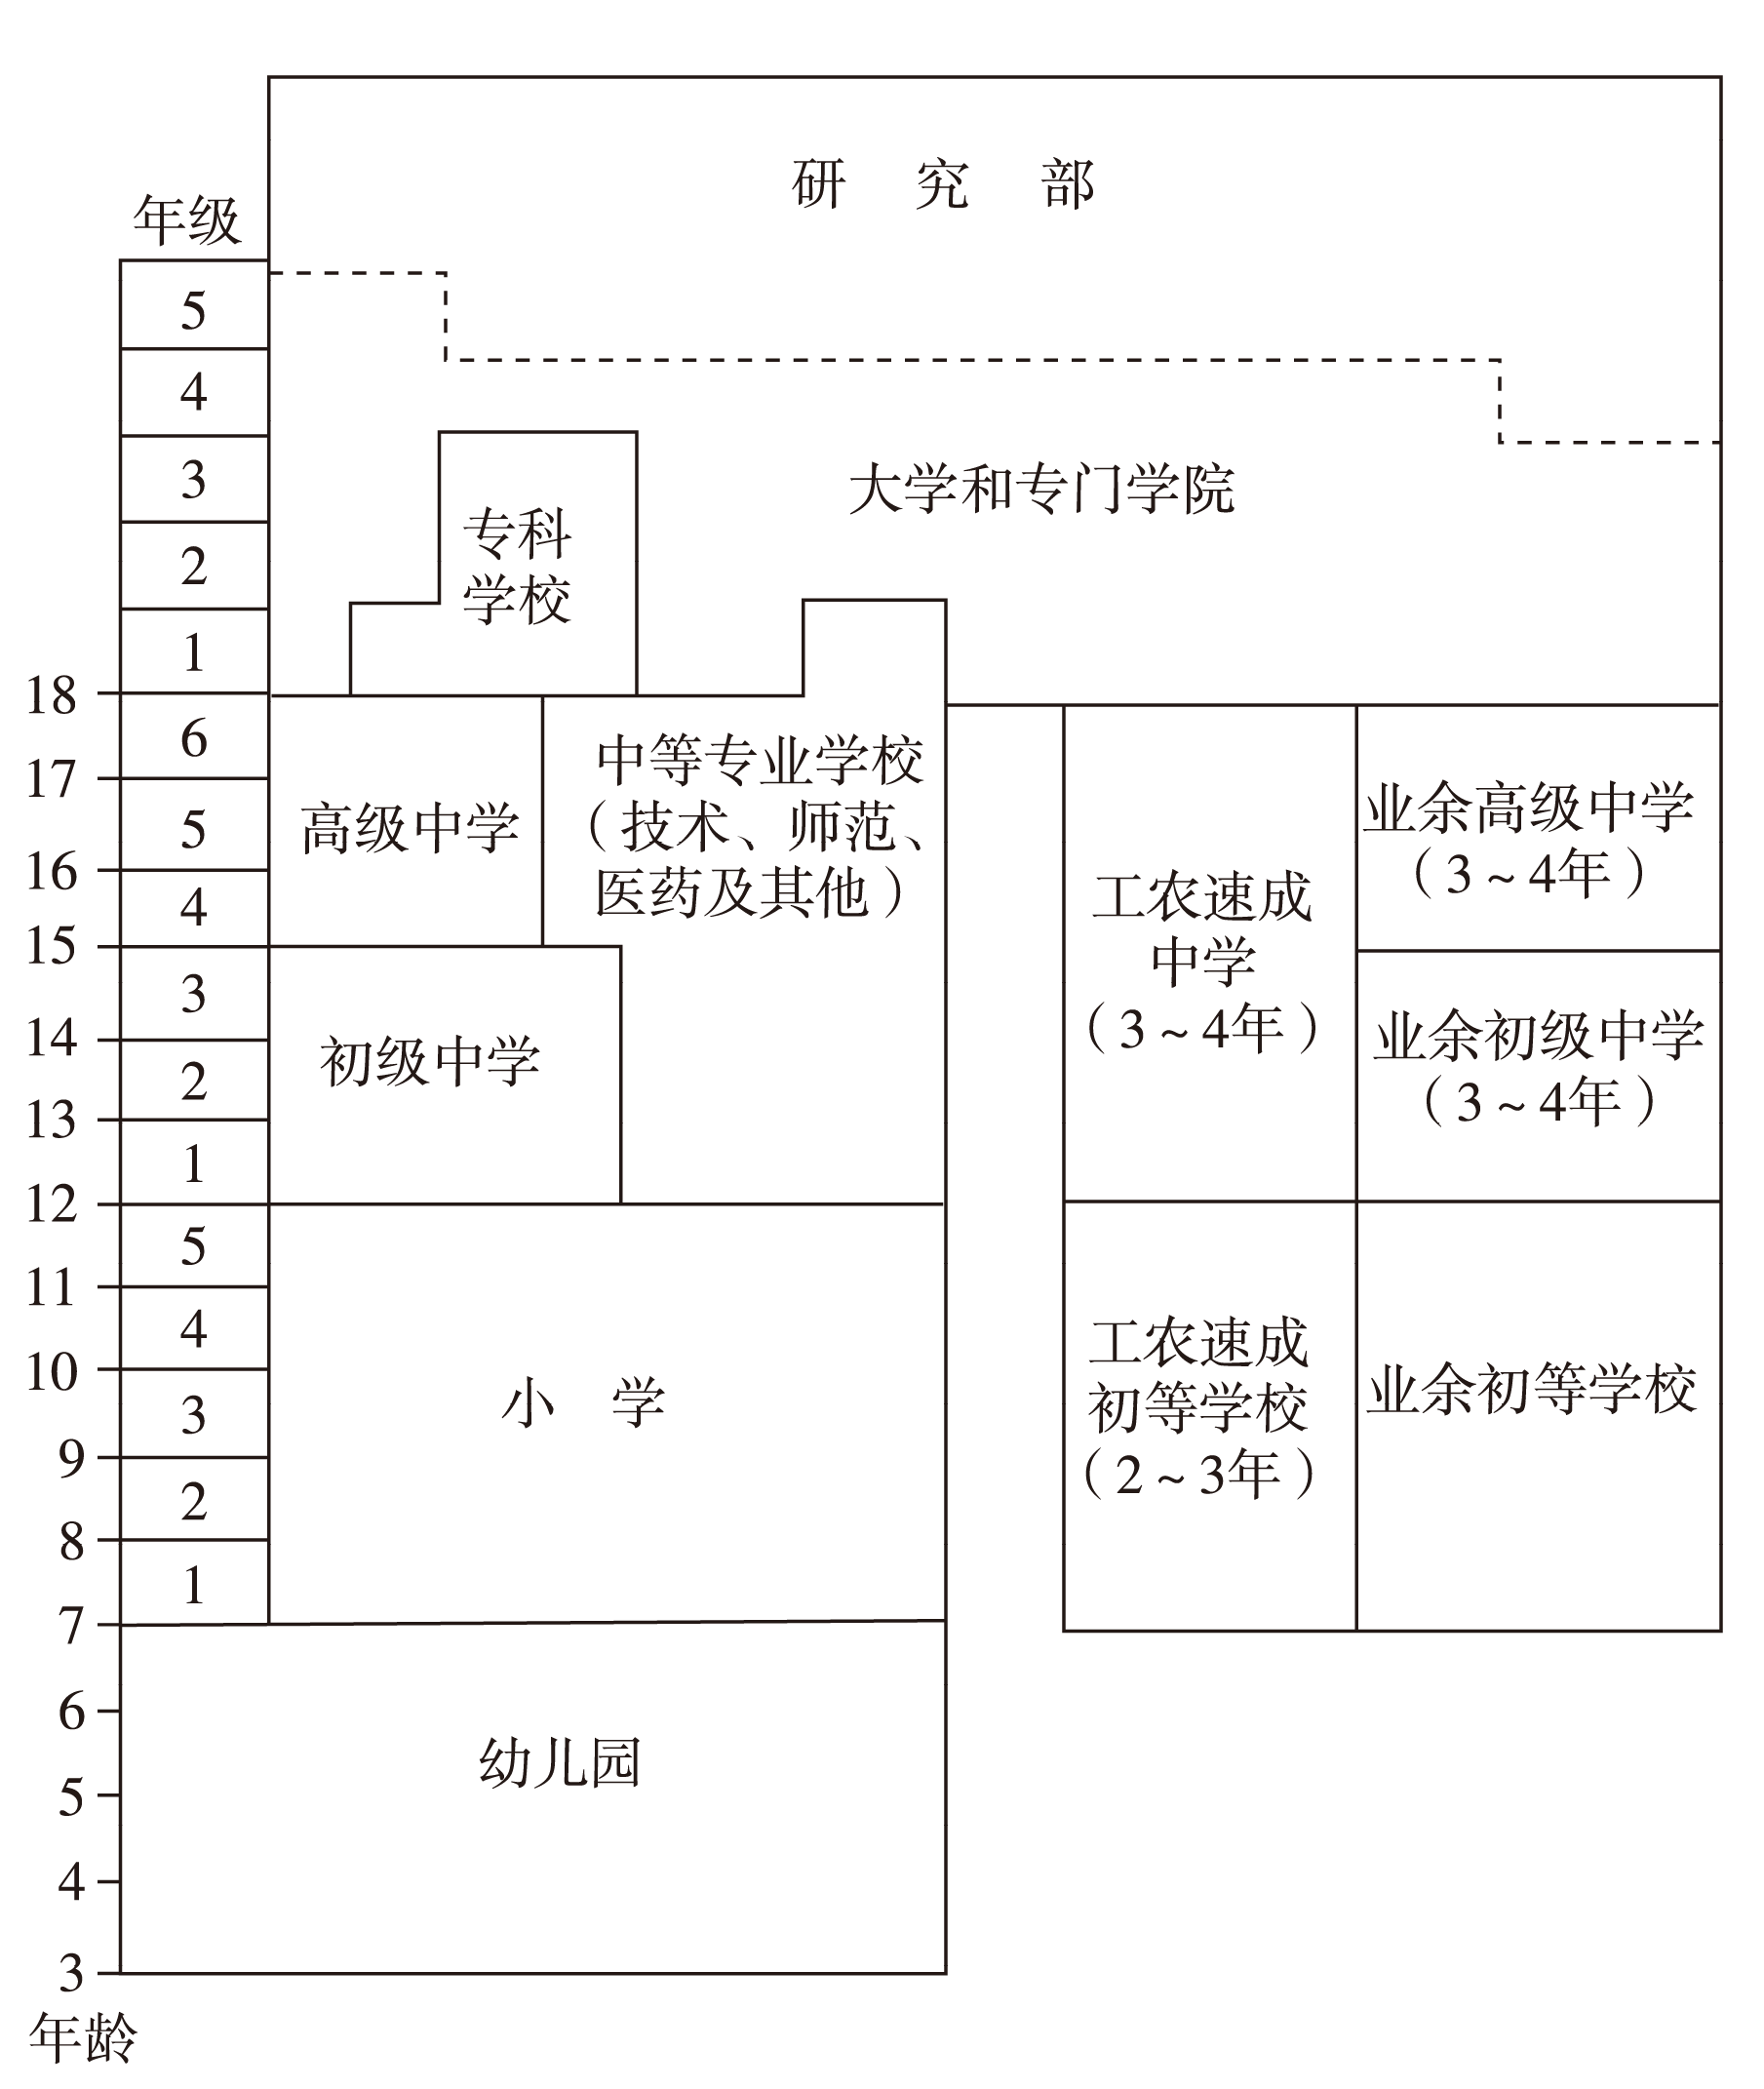 研 究 部
年级
5
4
3
2
1
大学和专门学院
专科
学校
18
17
16
15
14
13
12
11
10
9
8
7
6
5
4
3
年龄
6
5
4
3
2
1
5
4
3
2
1
高级中学
中等专业学校
（技术、师范、
医药及其他）
初级中学
小 学
幼儿园
工农速成
中学
（3～4年）
业余高级中学
（3～4年）
业余初级中学
（3～4年）
工农速成
初等学校
（2～3年）
业余初等学校